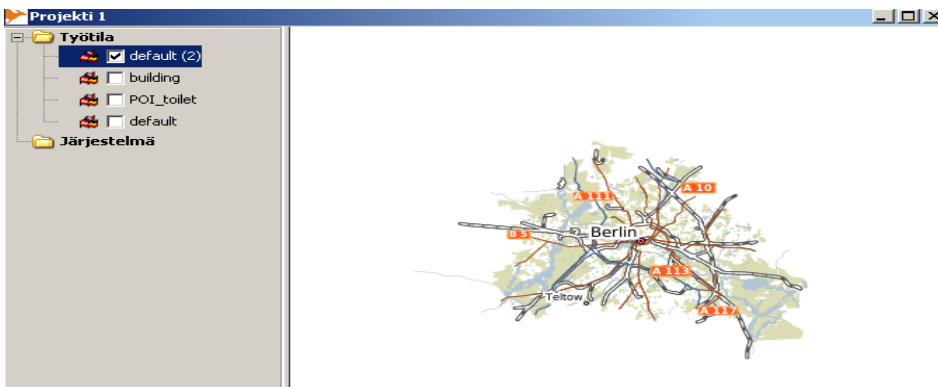 Projekti 1
Työtila
default (2)
building
POI_toilet
default
Järjestelmä
A 10
A 111
B 5
Berlin
A 113
Teltow
A 117